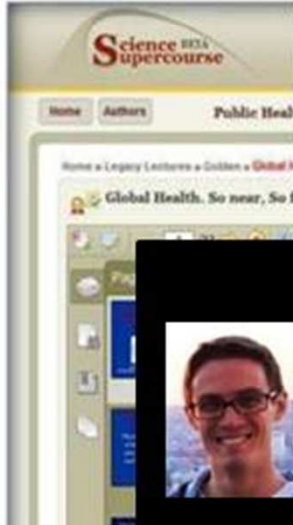 Science BETA
Supercourse
Home Authors Public Heal
Home » Legacy Lectures » Golden » Global H
Global Health. So near, So f